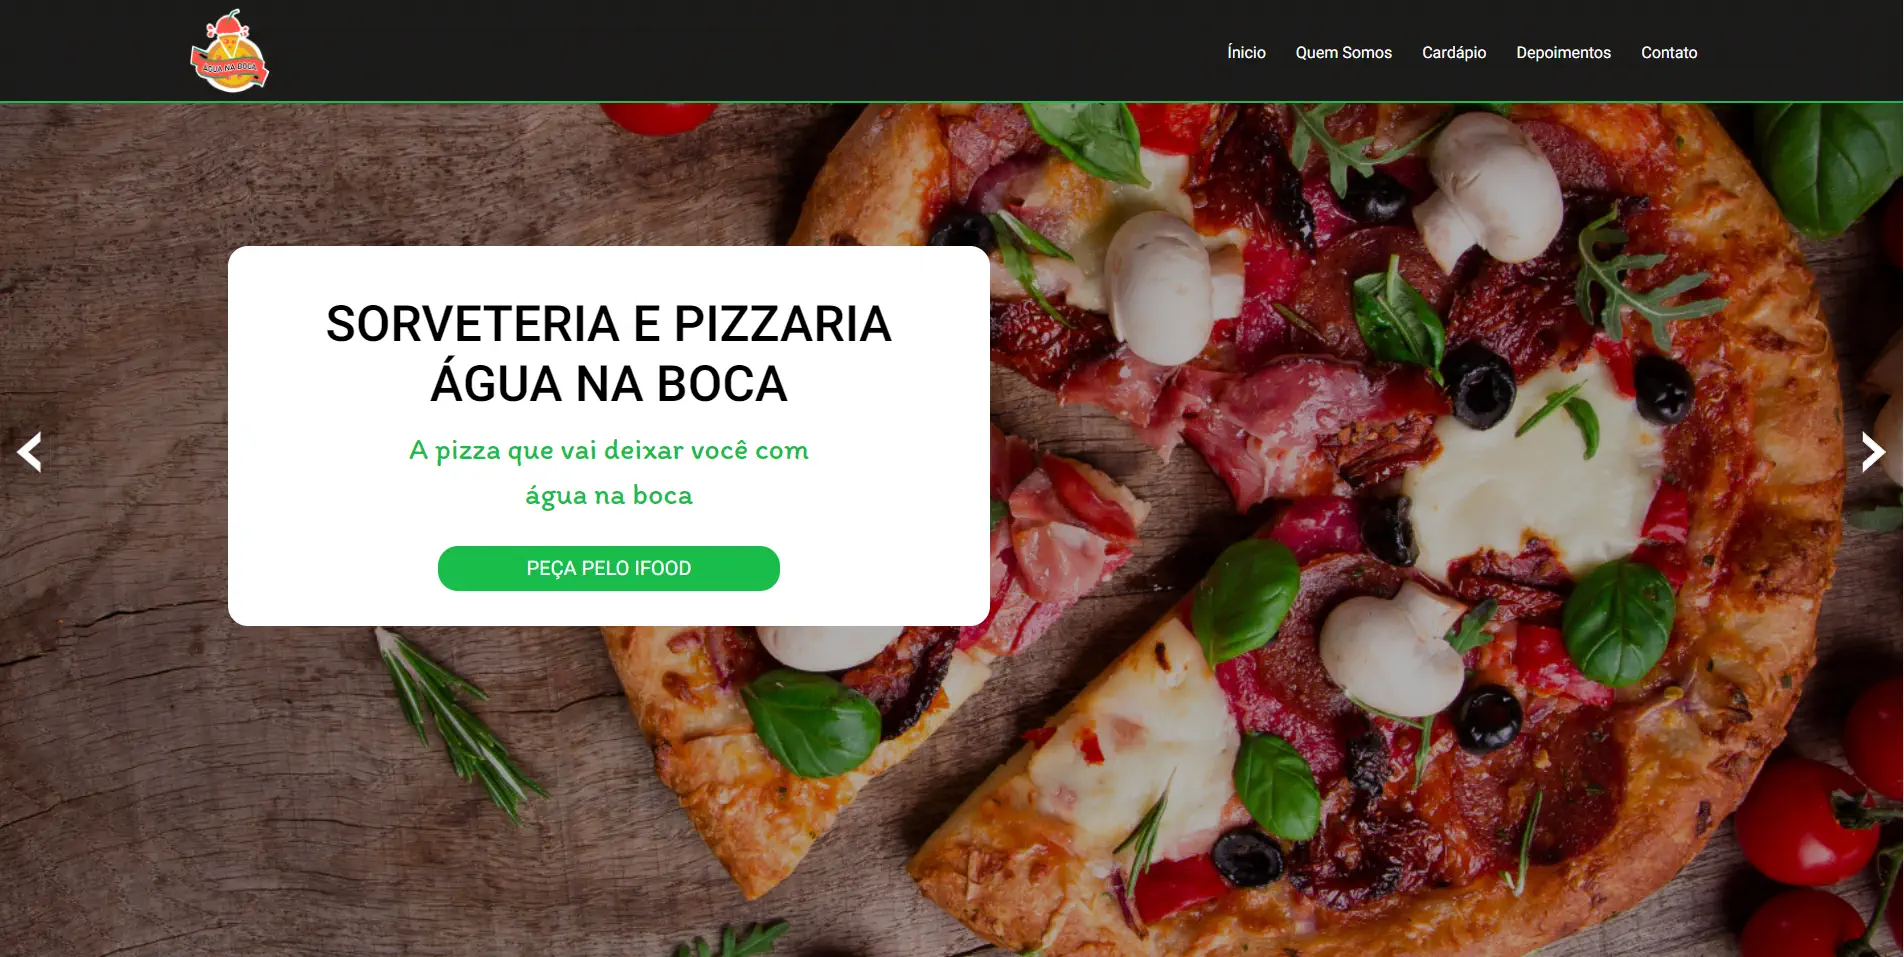 ÁGUA NA BOCA
Ínicio Quem Somos Cardápio Depoimentos Contato
SORVETERIA E PIZZARIA
ÁGUA NA BOCA
A pizza que vai deixar você com
água na boca
PEÇA PELO IFOOD